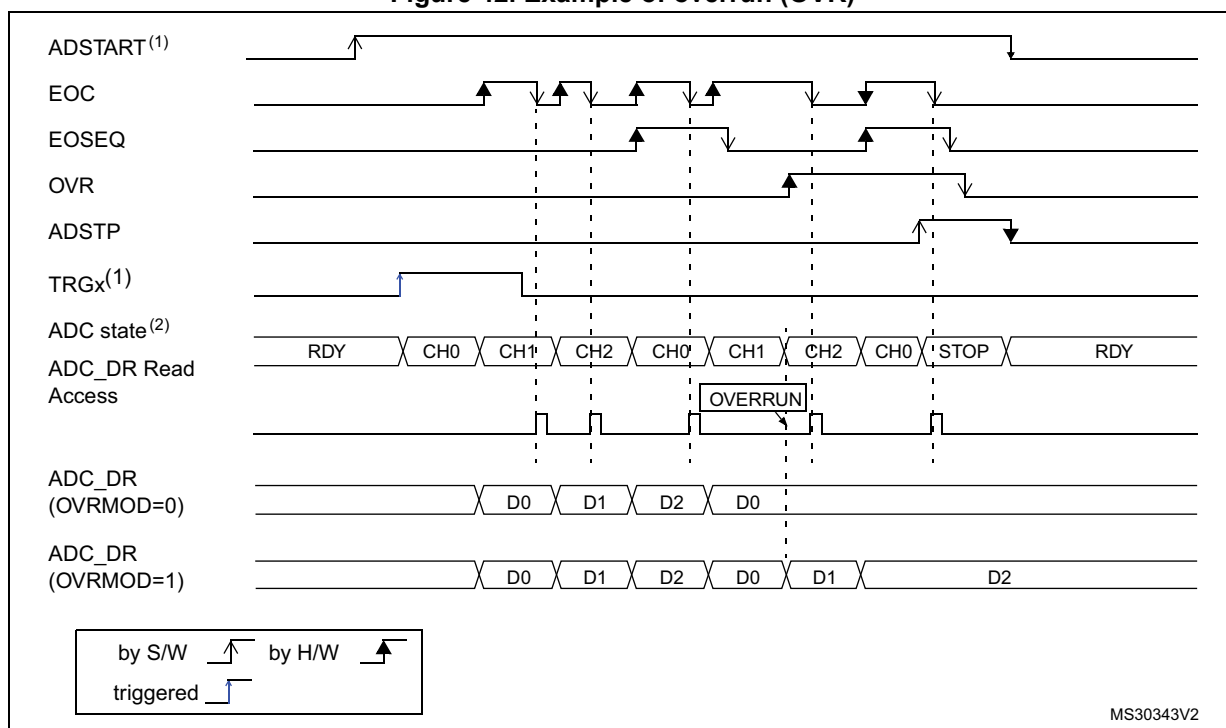 Figure 42. Example of overrun (OVR)
ADSTART(1)
EOC
EOSEQ
OVR
ADSTP
TRGx(1)
ADC state(2)
RDY CH0 CH1 CH2 CH0 CH1 CH2 CH0 STOP RDY
ADC_DR Read
Access
OVERRUN
ADC_DR
(OVRMOD=0)
D0 D1 D2 D0
ADC_DR
(OVRMOD=1)
D0 D1 D2 D0 D1 D2
by S/W by H/W
triggered
MS30343V2